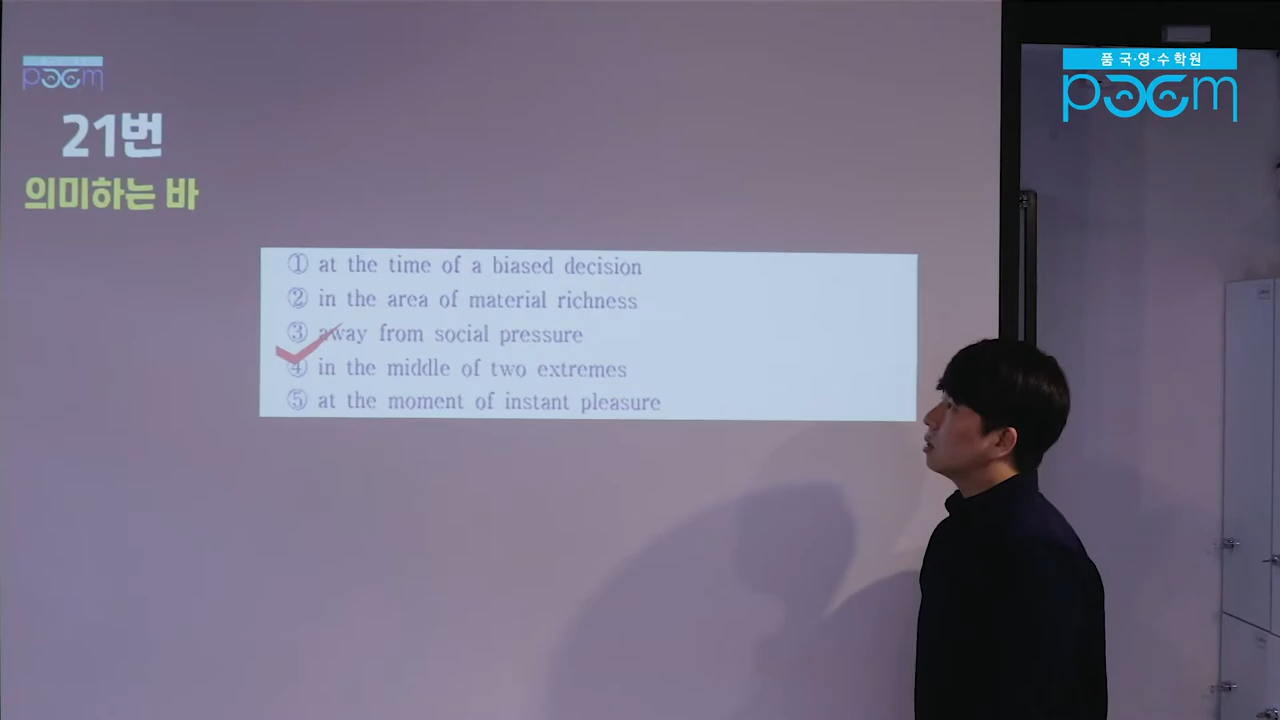 poam
21번
의미하는 바
① at the time of a biased decision
② in the area of material richness
③ away from social pressure
④ in the middle of two extremes
⑤ at the moment of instant pleasure
품 국·영·수 학원
poam